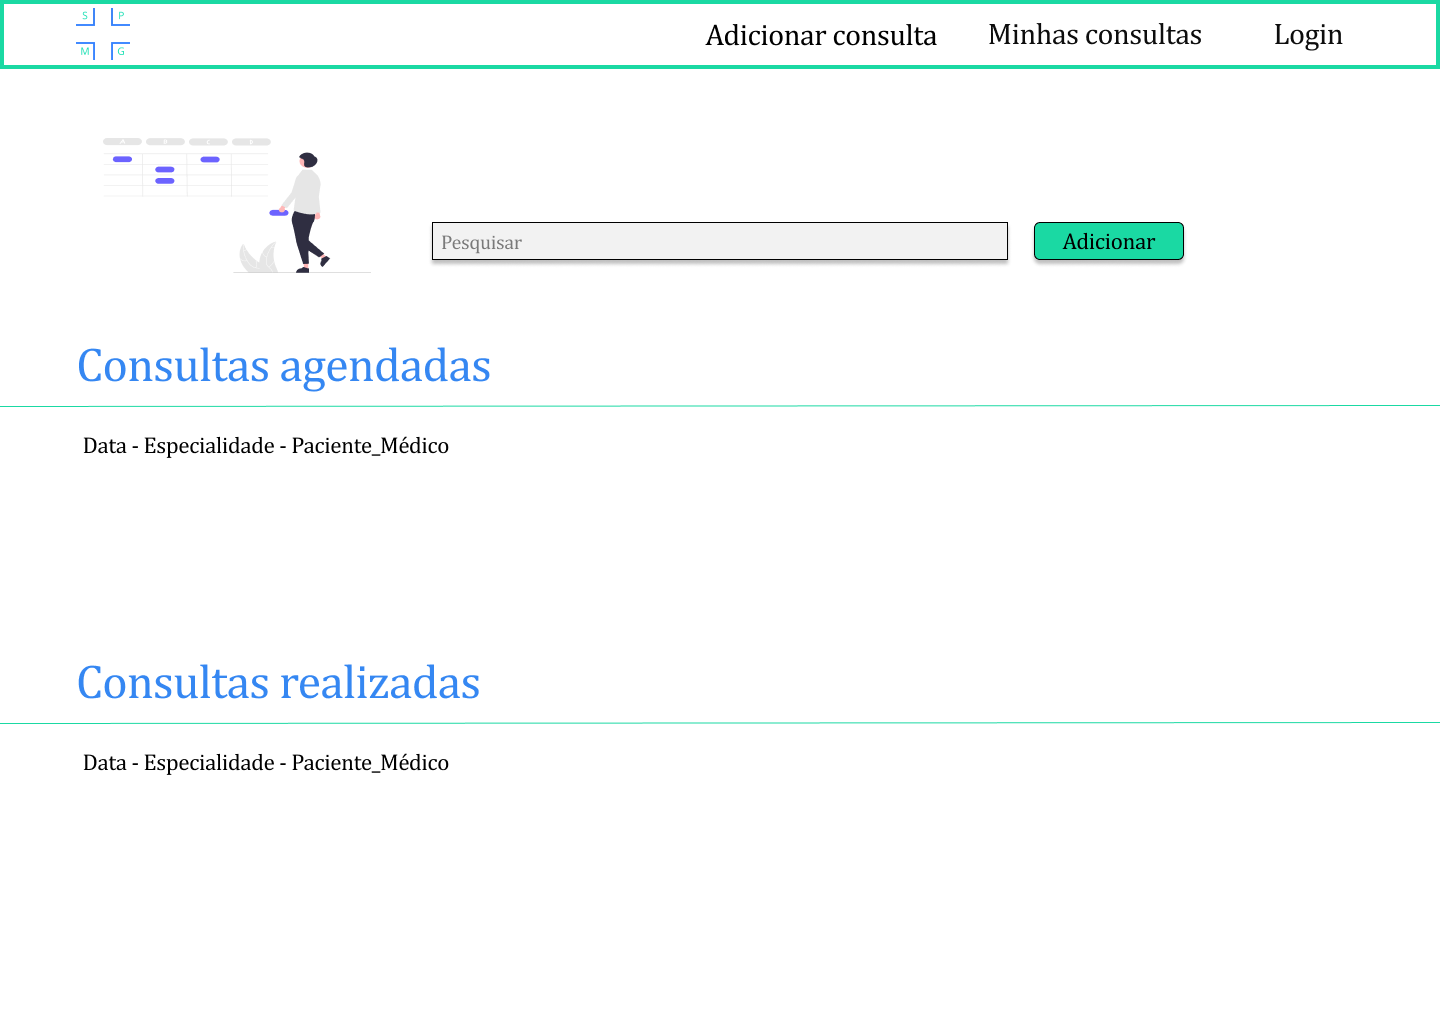 S P
M G
Adicionar consulta Minhas consultas Login
Pesquisar
Adicionar
Consultas agendadas
Data - Especialidade - Paciente_Médico
Consultas realizadas
Data - Especialidade - Paciente_Médico